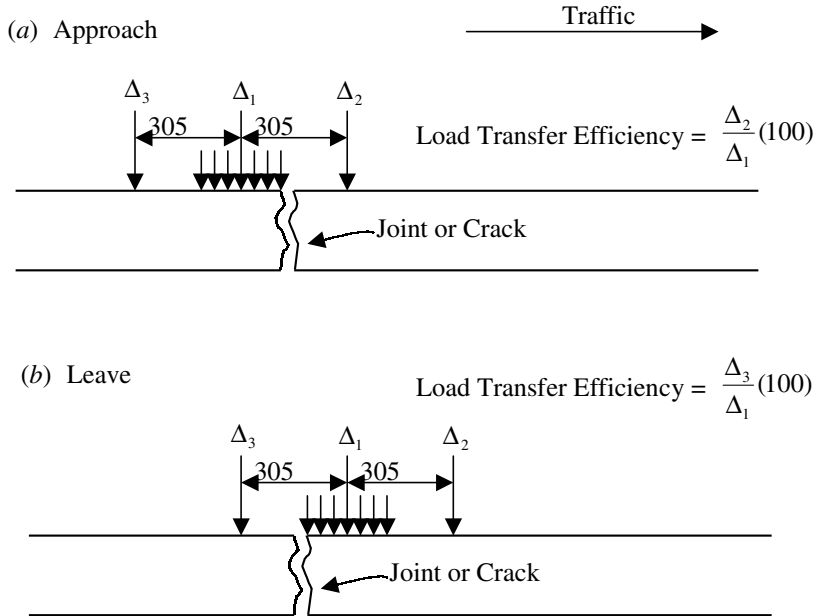 (a) Approach
Traffic
Δ3 Δ1 Δ2
305 305
Load Transfer Efficiency = Δ2/Δ1 (100)
Joint or Crack
(b) Leave
Load Transfer Efficiency = Δ3/Δ1 (100)
Δ3 Δ1 Δ2
305 305
Joint or Crack